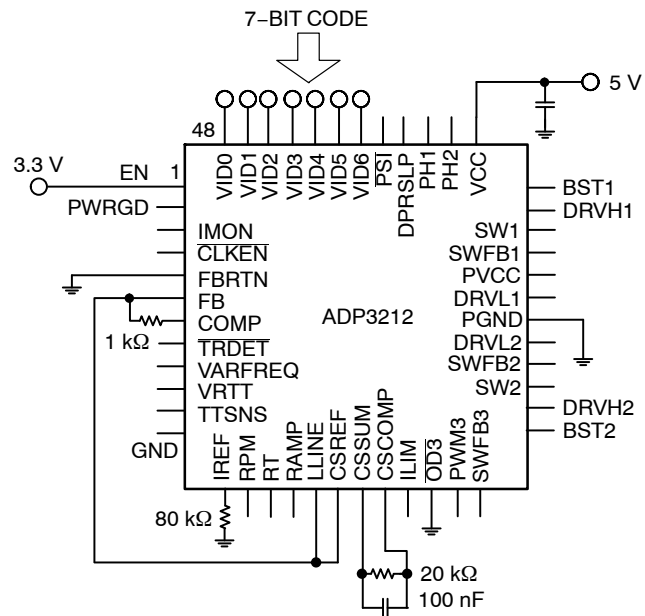 7–BIT CODE
5 V
48
3.3 V
EN 1
VID0
VID1
VID2
VID3
VID4
VID5
VID6
PSI
DPRSLP
PH1
PH2
VCC
PWRGD
IMON
CLKEN
FBRTN
FB
COMP
1 kΩ
TRDET
VARFREQ
VRTT
TTSNS
GND
ADP3212
BST1
DRVH1
SW1
SWFB1
PVCC
DRVL1
PGND
DRVL2
SWFB2
SW2
DRVH2
BST2
IREF
RPM
RT
RAMP
LLINE
CSREF
CSSUM
CSCOMP
ILIM
OD3
PWM3
SWFB3
80 kΩ
20 kΩ
100 nF